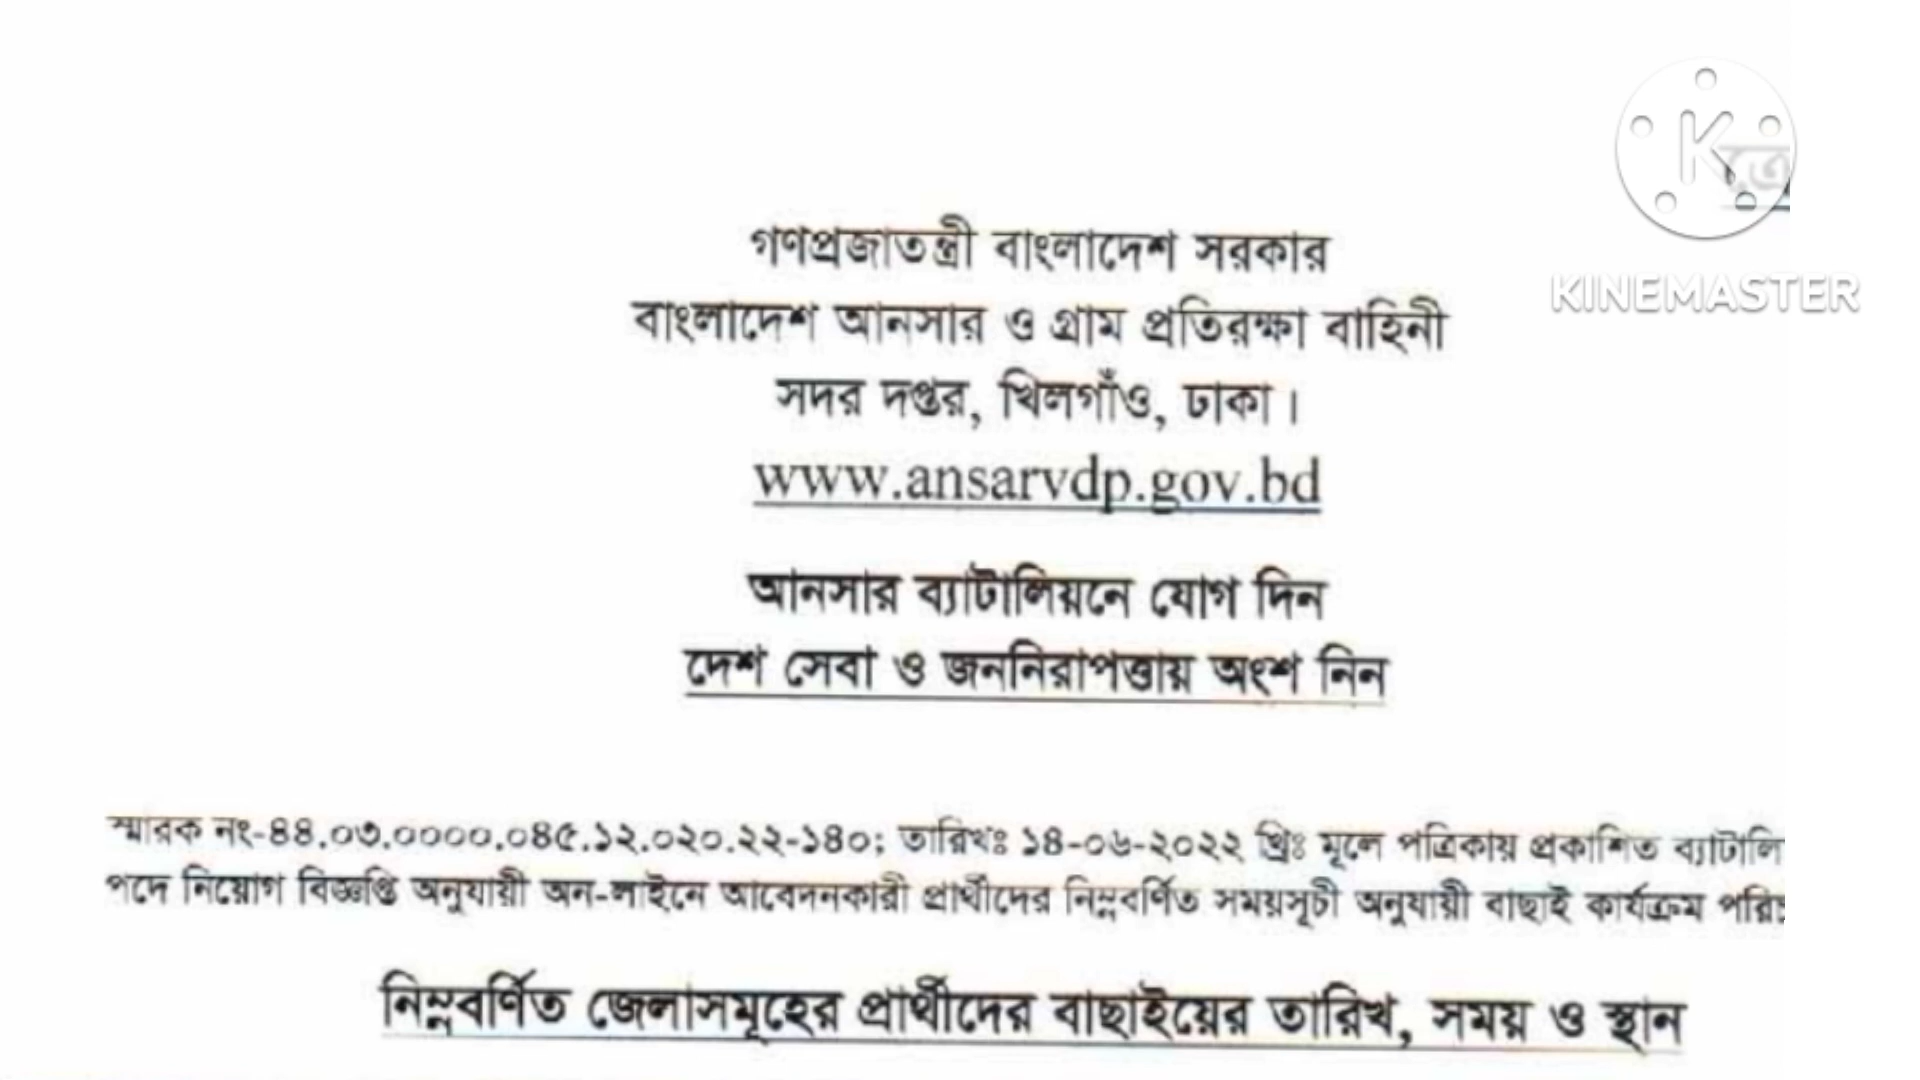 গণপ্রজাতন্ত্রী বাংলাদেশ সরকার
বাংলাদেশ আনসার ও গ্রাম প্রতিরক্ষা বাহিনী
সদর দপ্তর, খিলগাঁও, ঢাকা।
www.ansarvdp.gov.bd
আনসার ব্যাটালিয়নে যোগ দিন
দেশ সেবা ও জননিরাপত্তায় অংশ নিন
স্মারক নং-৪৪.০৩.০০০০.০৪৫.১২.০২০.২২-১৪০; তারিখঃ ১৪-০৬-২০২২ খ্রিঃ মূলে পত্রিকায় প্রকাশিত ব্যাটালি
পদে নিয়োগ বিজ্ঞপ্তি অনুযায়ী অন-লাইনে আবেদনকারী প্রার্থীদের নিম্নবর্ণিত সময়সূচী অনুযায়ী বাছাই কার্যক্রম পরি
নিম্নবর্ণিত জেলাসমূহের প্রার্থীদের বাছাইয়ের তারিখ, সময় ও স্থান
KINEMASTER